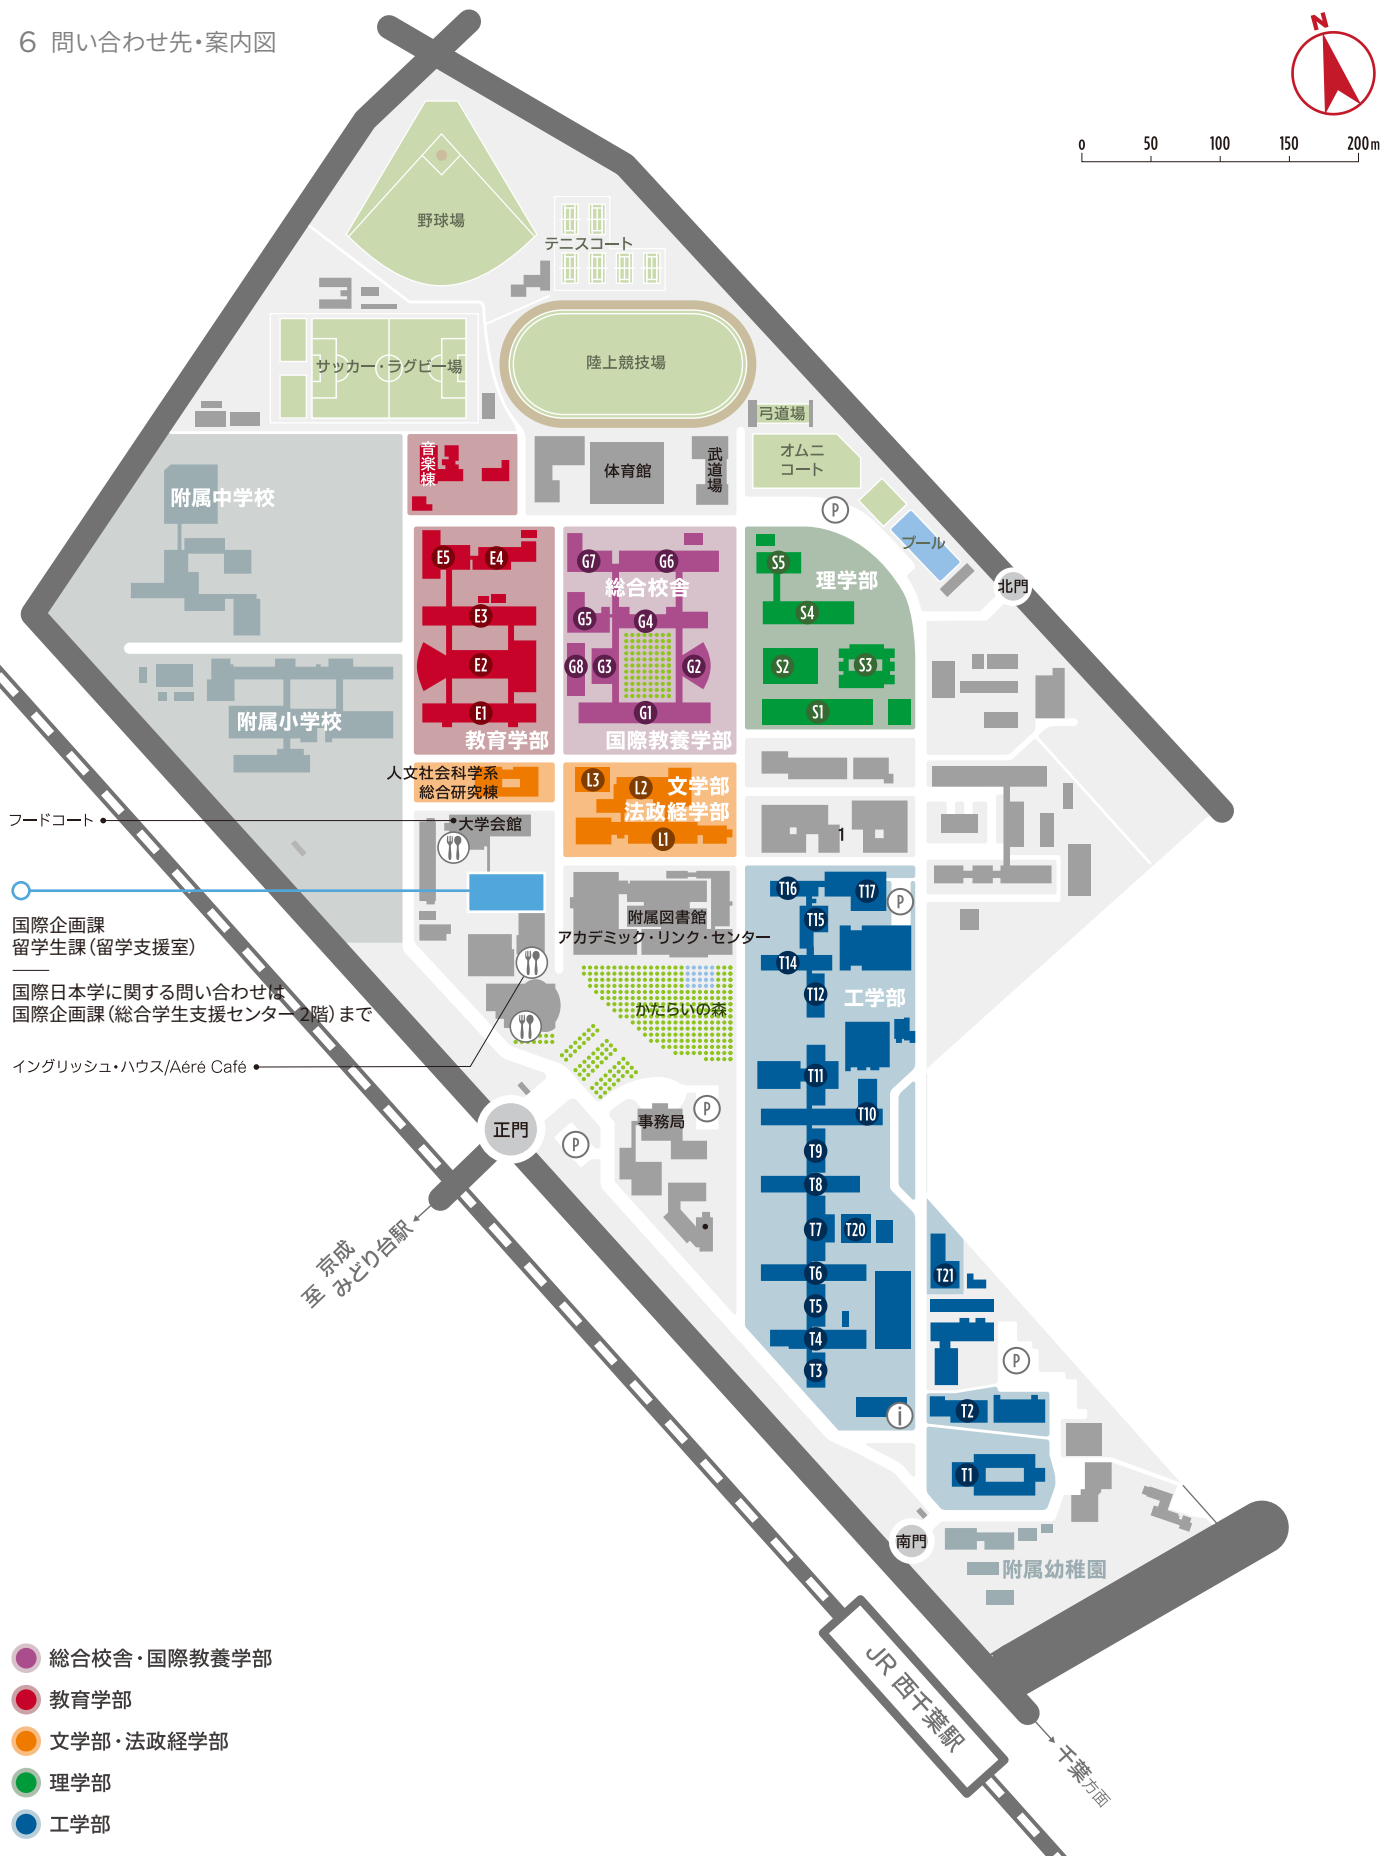 6 問い合わせ先・案内図
N
0 50 100 150 200m
野球場
テニスコート
サッカー・ラグビー場
陸上競技場
弓道場
オムニ
コート
音楽棟
体育館
武道場
P
プール
北門
附属中学校
E5
E4
E3
E2
E1
教育学部
G7
G6
総合校舎
G5
G4
G8
G3
G2
G1
国際教養学部
S5
理学部
S4
S2
S3
S1
附属小学校
人文社会科学系
総合研究棟
L3
L2
文学部
法政経学部
L1
1
フードコート
大学会館
国際企画課
留学生課(留学支援室)
国際日本学に関する問い合わせは
国際企画課(総合学生支援センター 2階)まで
イングリッシュ・ハウス/Aéré Café
附属図書館
アカデミック・リンク・センター
かたらいの森
T16
T17
P
T15
T14
T12
工学部
T11
T10
T9
T8
T7
T20
T6
T5
T4
T3
T21
P
T2
i
T1
事務局
P
P
正門
至 京成
みどり台駅
南門
附属幼稚園
JR 西千葉駅
千葉方面
総合校舎・国際教養学部
教育学部
文学部・法政経学部
理学部
工学部